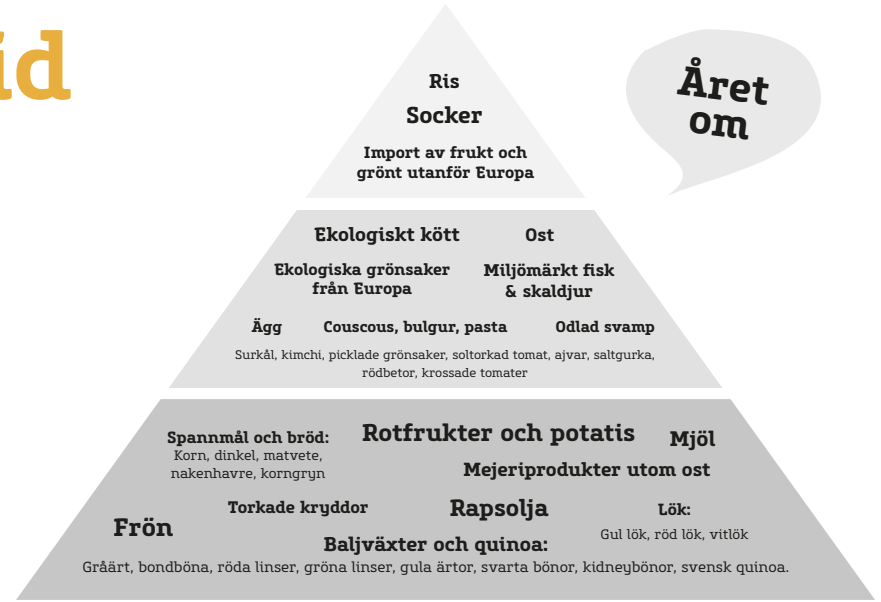 id
Året
om
Ris
Socker
Import av frukt och
grönt utanför Europa
Ekologiskt kött
Ost
Ekologiska grönsaker
från Europa
Miljömärkt fisk
& skaldjur
Ägg
Couscous, bulgur, pasta
Odlad svamp
Surkål, kimchi, picklade grönsaker, soltorkad tomat, ajvar, saltgurka,
rödbetor, krossade tomater
Spannmål och bröd:
Korn, dinkel, matvete,
nakenhavre, korngryn
Rotfrukter och potatis
Mjöl
Mejeriprodukter utom ost
Torkade kryddor
Rapsolja
Lök:
Gul lök, röd lök, vitlök
Frön
Baljväxter och quinoa:
Gråärt, bondböna, röda linser, gröna linser, gula ärtor, svarta bönor, kidneybönor, svensk quinoa.